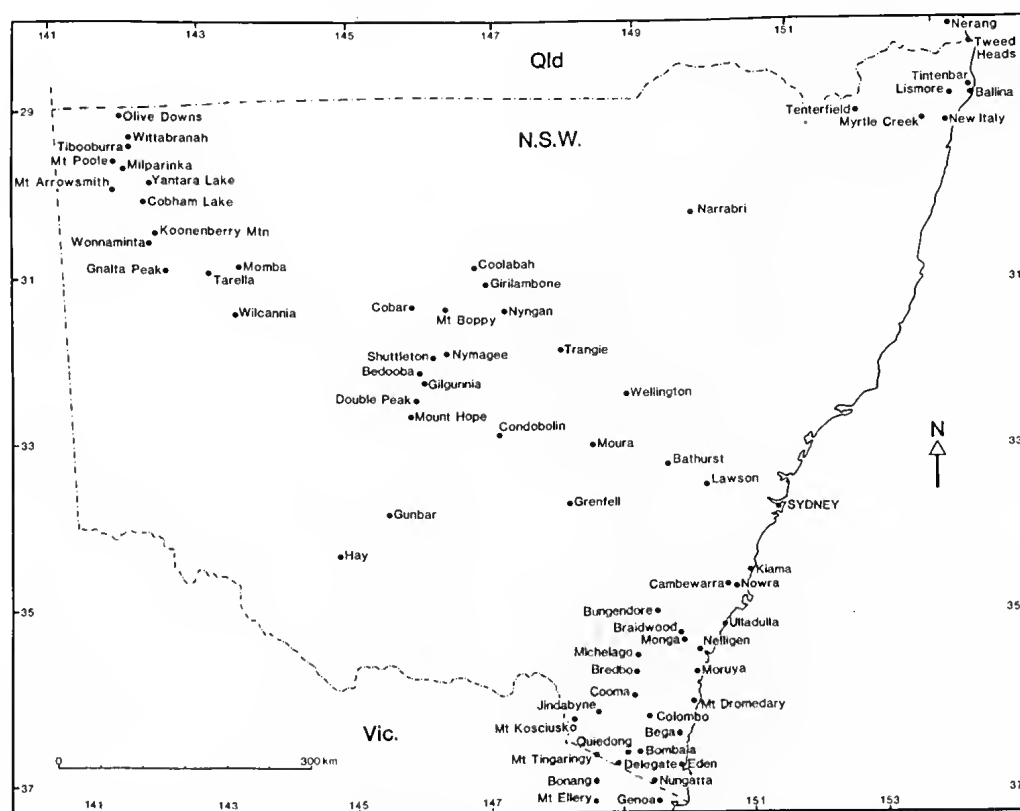 141 143 145 147 149 151 153
Nerang
Tweed
Heads
Qld
Tintenbar
Lismore
Ballina
29
29
Olive Downs
Tenterfield
Myrtle Creek
New Italy
Wittabranah
N.S.W.
Tibooburra
Mt Poole
Milparinka
Mt Arrowsmith
Yantara Lake
Cobham Lake
Narrabri
Koonenberry Mtn
Wonnaminta
Gnalta Peak
Momba
Tarella
Coolabah
31
31
Girilambone
Wilcannia
Cobar
Mt Boppy
Nyngan
Shuttleton
Nymagee
Trangie
Bedooba
Gilgunnia
Double Peak
Wellington
Mount Hope
Condobolin
33
33
Moura
N
Bathurst
Lawson
Grenfell
SYDNEY
Gunbar
Hay
Kiama
Cambewarra
Nowra
35
35
Bungendore
Ulladulla
Braidwood
Monga
Nelligen
Michelago
Bredbo
Moruya
Cooma
Mt Dromedary
Jindabyne
Colombo
Mt Kosciusko
Bega
Vic.
Quiedong
Bombala
Mt Tingaringy
Delegate
Eden
0 300 km
Bonang
Nungatta
37
37
Mt Ellery
Genoa
141 143 145 147 151 153